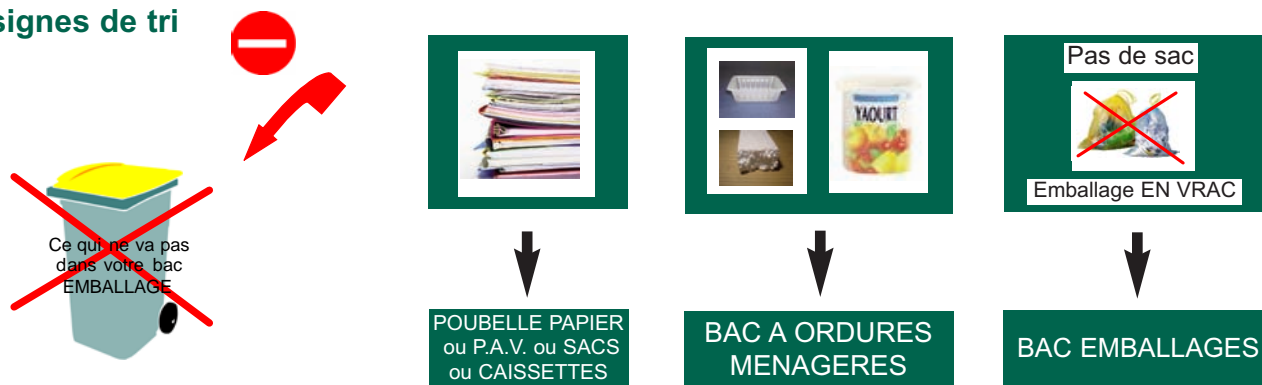 signes de tri
Ce qui ne va pas
dans votre bac
EMBALLAGE
YAOURT
Pas de sac
Emballage EN VRAC
POUBELLE PAPIER
ou P.A.V. ou SACS
ou CAISSETTES
BAC A ORDURES
MENAGERES
BAC EMBALLAGES